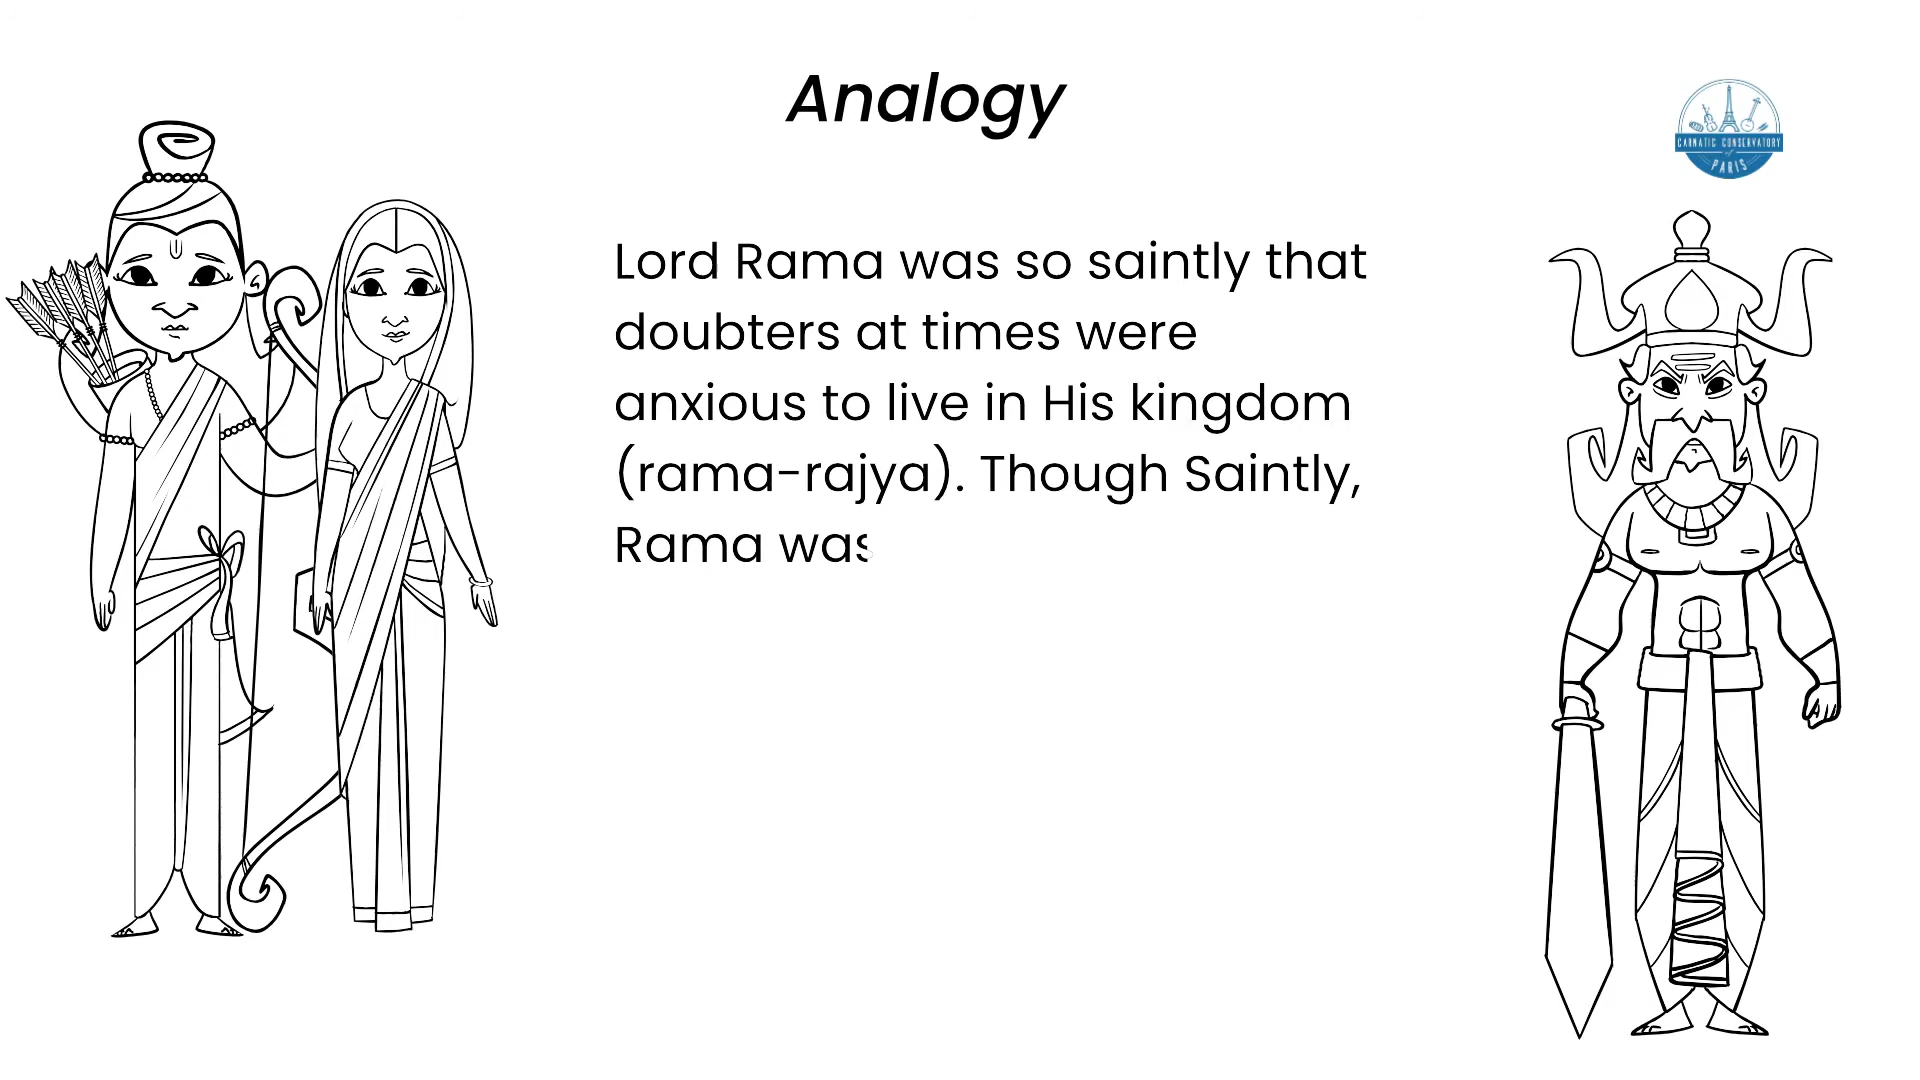 Analogy
CARNATIC CONSERVATORY
of
PARIS
Lord Rama was so saintly that
doubters at times were
anxious to live in His kingdom
(rama-rajya). Though Saintly,
Rama was